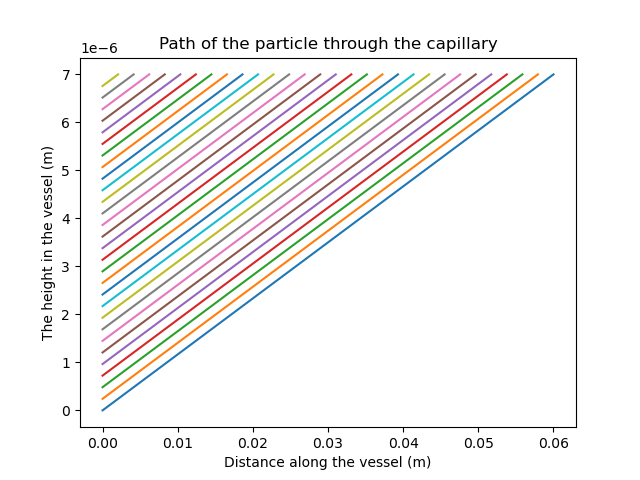 Path of the particle through the capillary
1e−6
7
6
5
4
3
2
1
0
The height in the vessel (m)
0.00 0.01 0.02 0.03 0.04 0.05 0.06
Distance along the vessel (m)